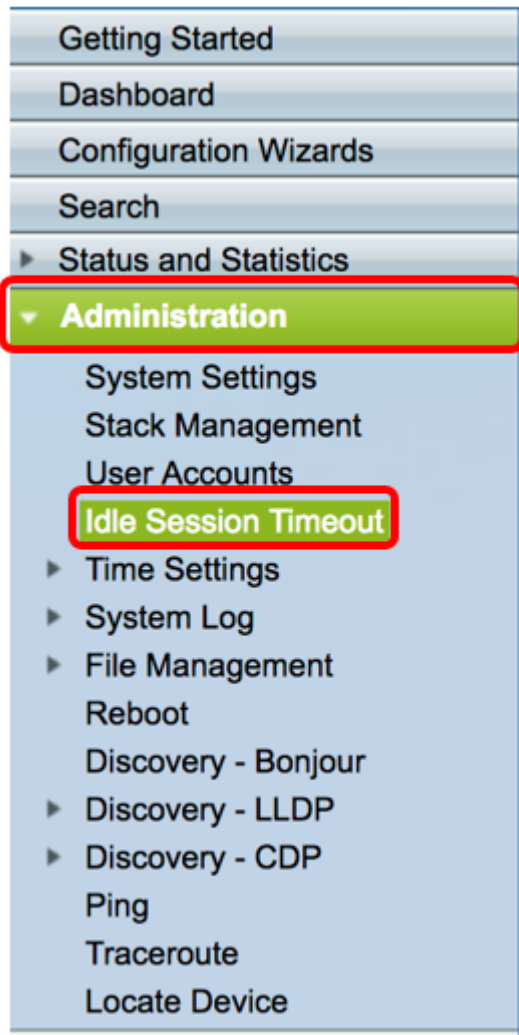 Getting Started
Dashboard
Configuration Wizards
Search
Status and Statistics
Administration
System Settings
Stack Management
User Accounts
Idle Session Timeout
Time Settings
System Log
File Management
Reboot
Discovery - Bonjour
Discovery - LLDP
Discovery - CDP
Ping
Traceroute
Locate Device